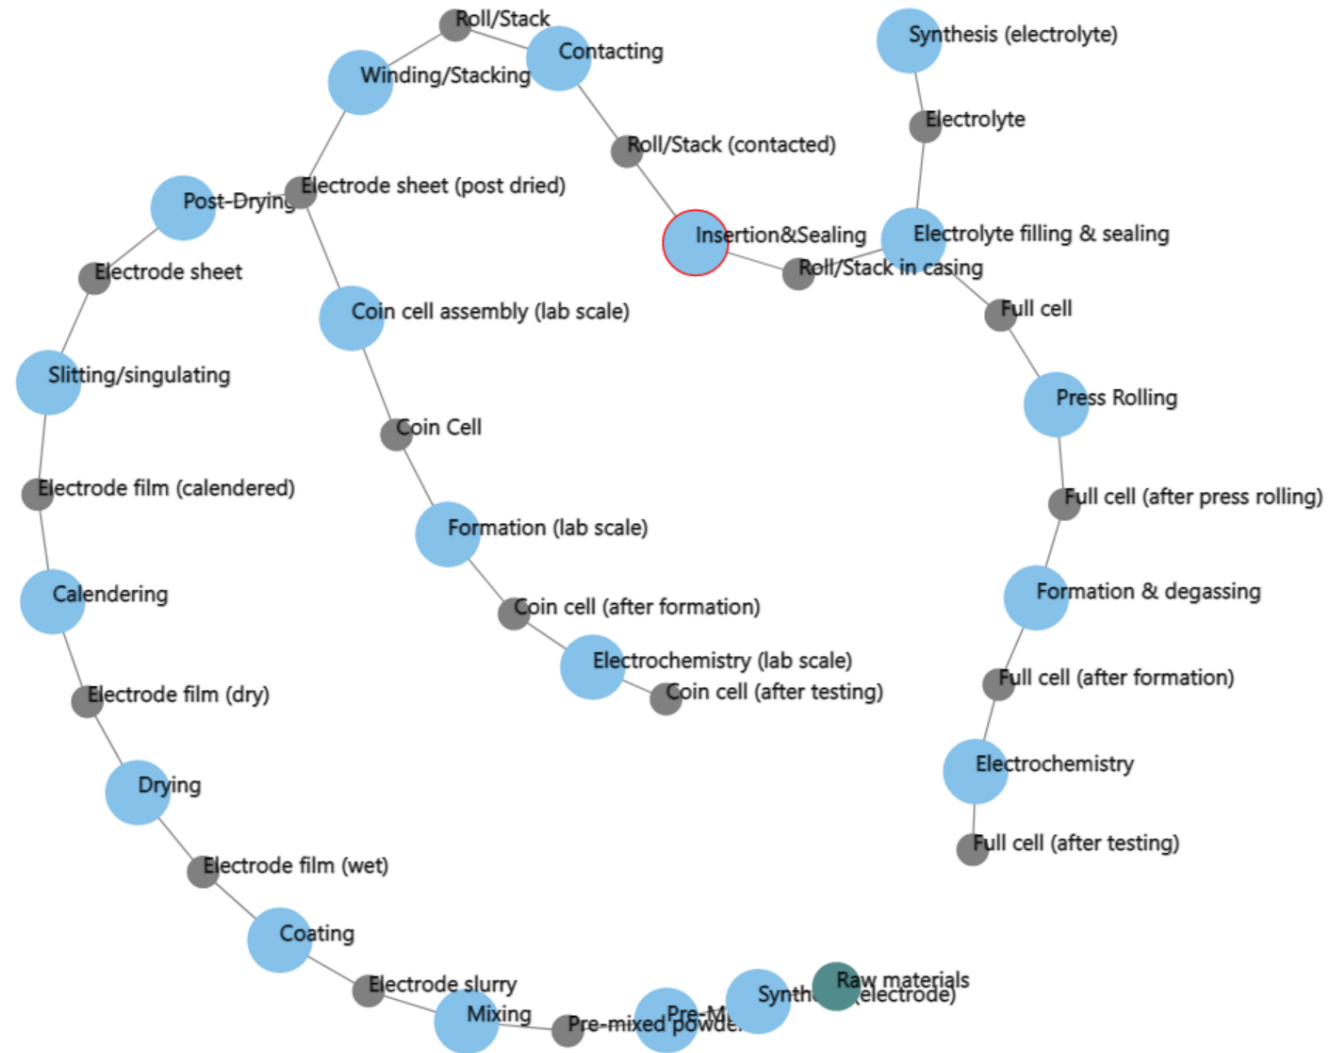 Roll/Stack
Synthesis (electrolyte)
Contacting
Winding/Stacking
Electrolyte
Roll/Stack (contacted)
Electrode sheet (post dried)
Post-Drying
Insertion&Sealing
Electrolyte filling & sealing
Roll/Stack in casing
Electrode sheet
Full cell
Coin cell assembly (lab scale)
Slitting/singulating
Press Rolling
Coin Cell
Electrode film (calendered)
Full cell (after press rolling)
Formation (lab scale)
Formation & degassing
Calendering
Coin cell (after formation)
Electrochemistry (lab scale)
Full cell (after formation)
Coin cell (after testing)
Electrode film (dry)
Electrochemistry
Drying
Full cell (after testing)
Electrode film (wet)
Coating
Raw materials
Electrode slurry
(electrode)
Mixing
Pre-mixed